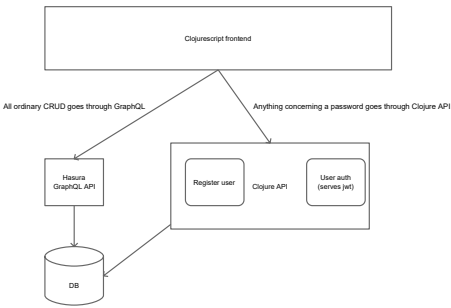 Clojurescript frontend
All ordinary CRUD goes through GraphQL
Anything concerning a password goes through Clojure API
Hasura
GraphQL API
Register user
Clojure API
User auth
(serves jwt)
DB